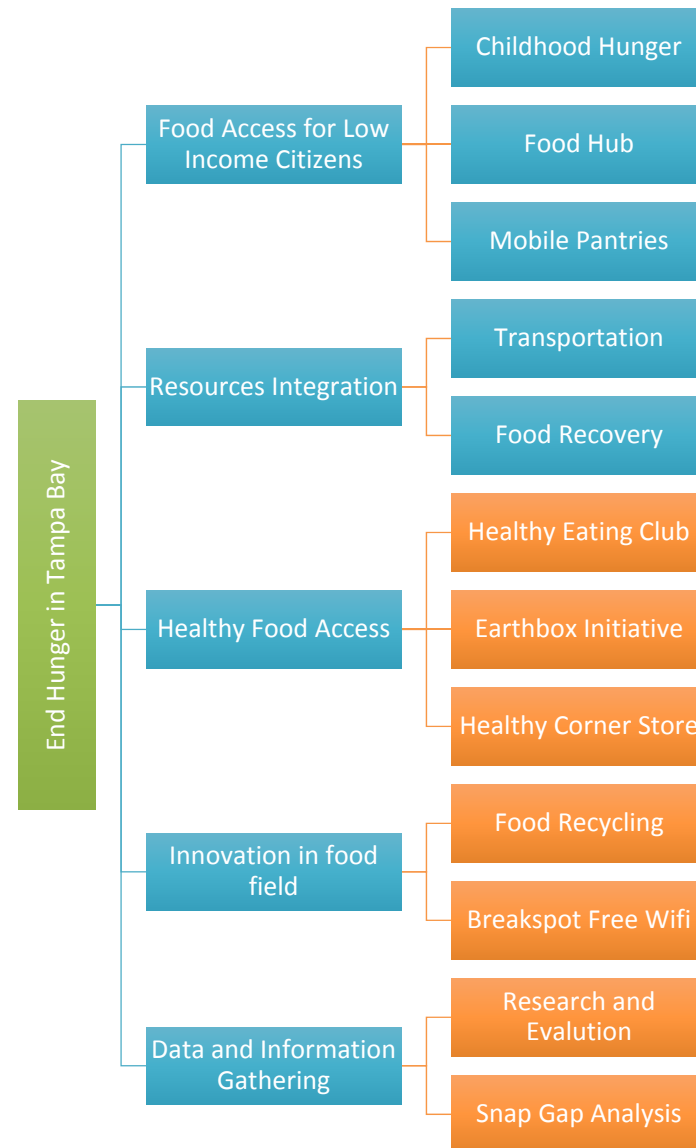 End Hunger in Tampa Bay
Food Access for Low
Income Citizens
Childhood Hunger
Food Hub
Mobile Pantries
Resources Integration
Transportation
Food Recovery
Healthy Food Access
Healthy Eating Club
Earthbox Initiative
Healthy Corner Store
Innovation in food
field
Food Recycling
Breakspot Free Wifi
Data and Information
Gathering
Research and
Evalution
Snap Gap Analysis